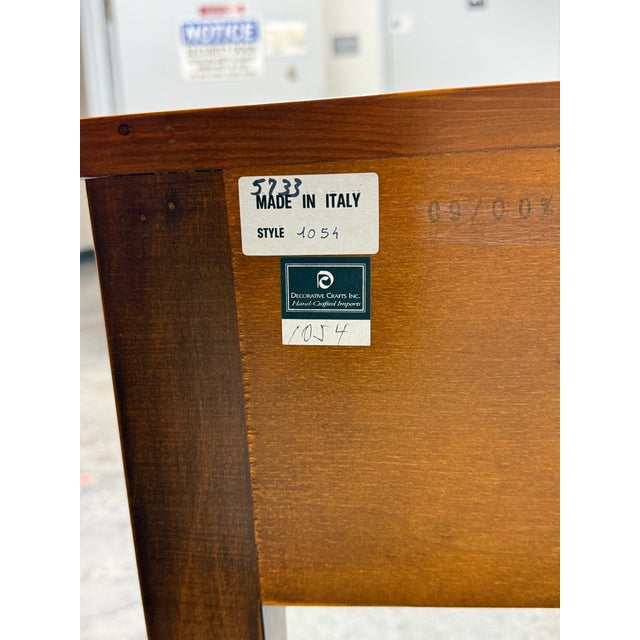 NOTICE
5733
MADE IN ITALY
STYLE 1054
DECORATIVE CRAFTS INC.
Hand-Crafted Imports
1054